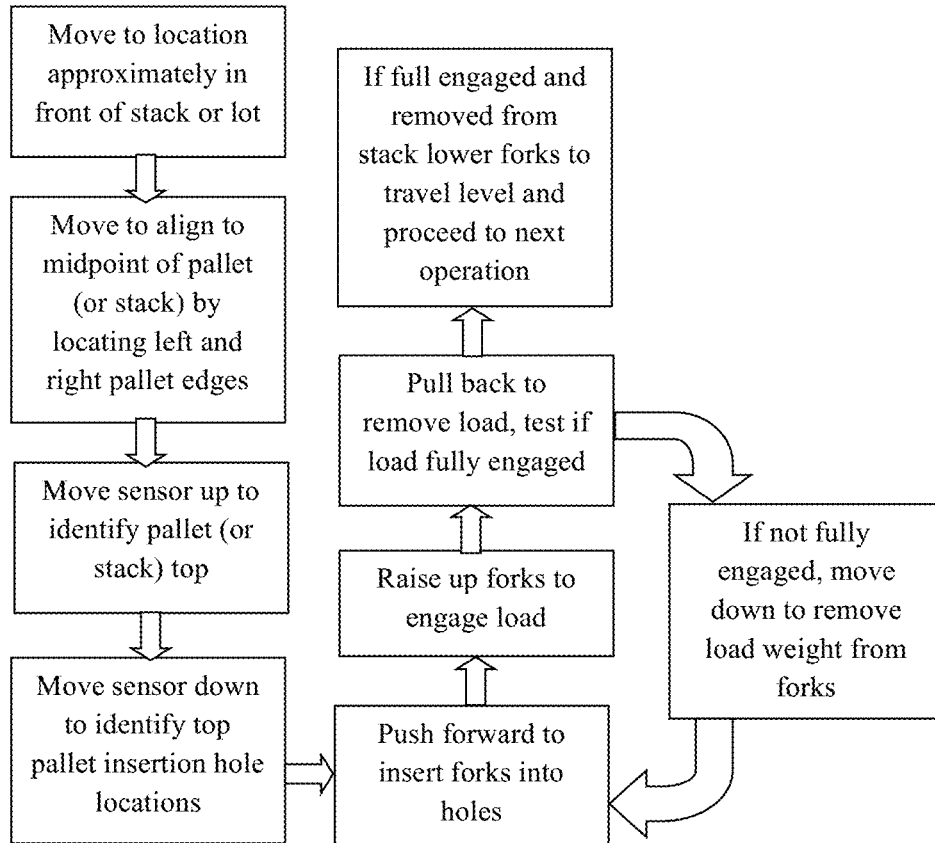 Move to location
approximately in
front of stack or lot
Move to align to
midpoint of pallet
(or stack) by
locating left and
right pallet edges
Move sensor up to
identify pallet (or
stack) top
Move sensor down
to identify top
pallet insertion hole
locations
Push forward to
insert forks into
holes
Raise up forks to
engage load
Pull back to
remove load, test if
load fully engaged
If full engaged and
removed from
stack lower forks to
travel level and
proceed to next
operation
If not fully
engaged, move
down to remove
load weight from
forks